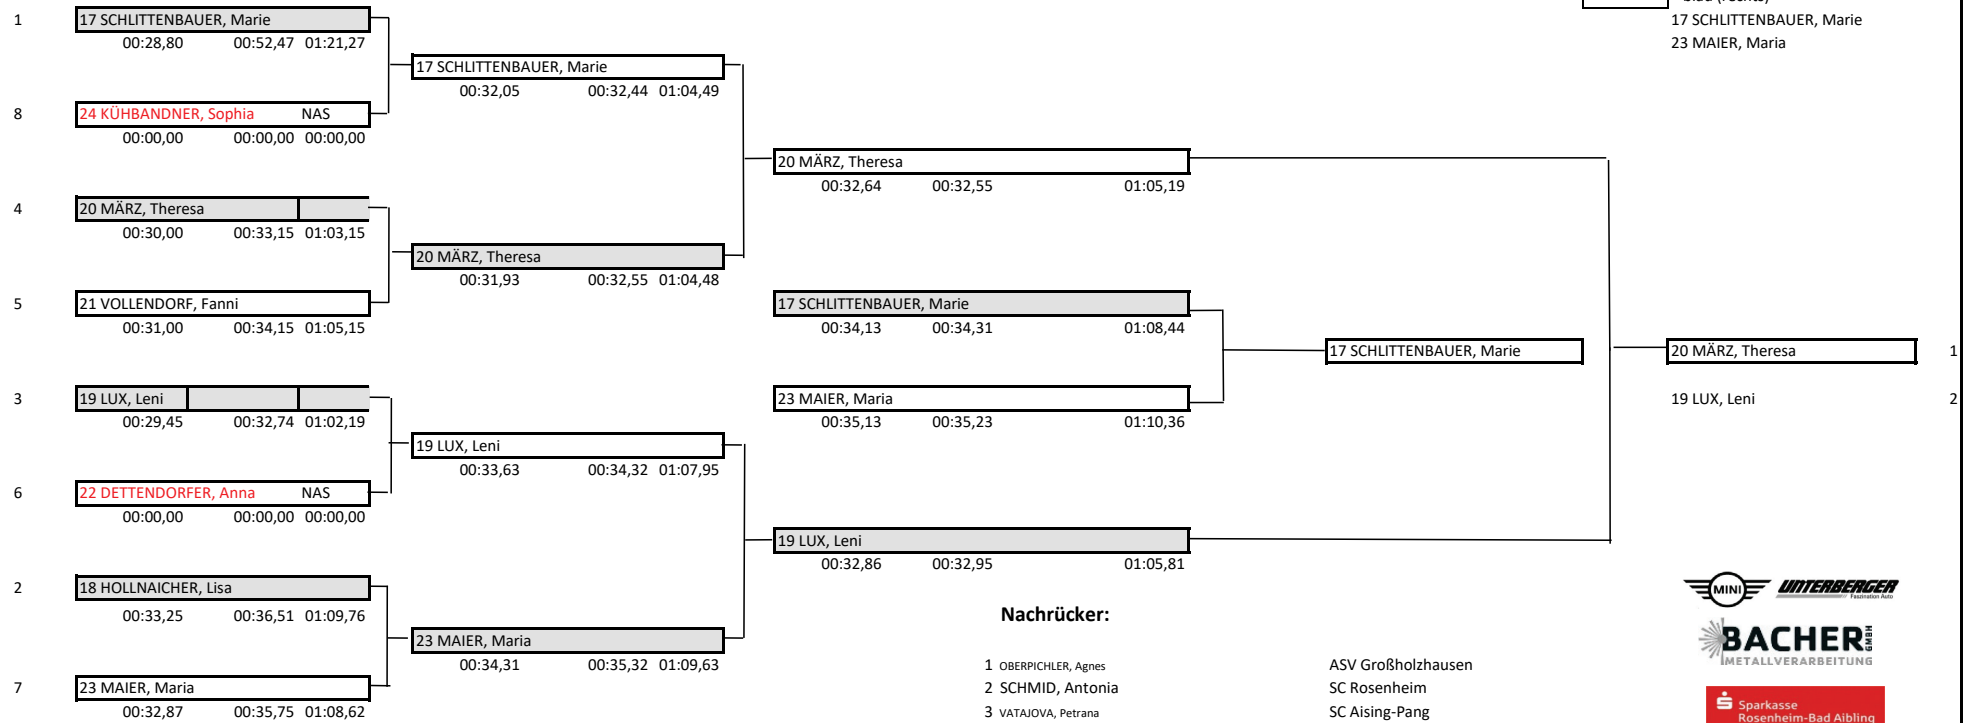 1 17 SCHLITTENBAUER, Marie
17 SCHLITTENBAUER, Marie
00:28,80 00:52,47 01:21,27
23 MAIER, Maria
17 SCHLITTENBAUER, Marie
00:32,05 00:32,44 01:04,49
8 24 KÜHBANDNER, Sophia NAS
00:00,00 00:00,00 00:00,00
20 MÄRZ, Theresa
00:32,64 00:32,55 01:05,19
4 20 MÄRZ, Theresa
00:30,00 00:33,15 01:03,15
20 MÄRZ, Theresa
00:31,93 00:32,55 01:04,48
5 21 VOLLENDORF, Fanni
17 SCHLITTENBAUER, Marie
00:31,00 00:34,15 01:05,15
00:34,13 00:34,31 01:08,44
17 SCHLITTENBAUER, Marie
20 MÄRZ, Theresa 1
3 19 LUX, Leni
23 MAIER, Maria
19 LUX, Leni 2
00:29,45 00:32,74 01:02,19
00:35,13 00:35,23 01:10,36
19 LUX, Leni
00:33,63 00:34,32 01:07,95
6 22 DETTENDORFER, Anna NAS
00:00,00 00:00,00 00:00,00
19 LUX, Leni
00:32,86 00:32,95 01:05,81
2 18 HOLLNAICHER, Lisa
MINI UNTERBERGER
Faszination Auto
00:33,25 00:36,51 01:09,76
Nachrücker:
23 MAIER, Maria
BACHER GMBH
METALLVERARBEITUNG
00:34,31 00:35,32 01:09,63
1 OBERPICHLER, Agnes ASV Großholzhausen
7 23 MAIER, Maria
2 SCHMID, Antonia SC Rosenheim
00:32,87 00:35,75 01:08,62
3 VATAJOVA, Petrana SC Aising-Pang
Sparkasse
Rosenheim-Bad Aibling